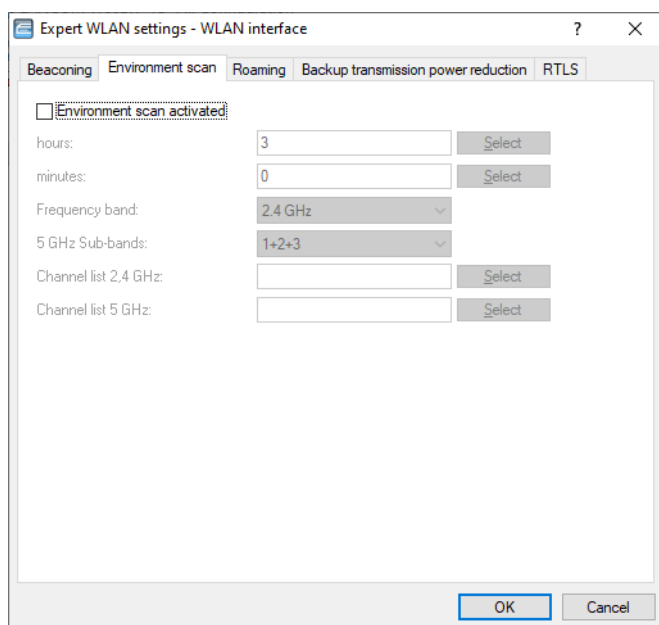 Expert WLAN settings - WLAN interface ?
Beaconing Environment scan Roaming Backup transmission power reduction RTLS
Environment scan activated
hours: 3 Select
minutes: 0 Select
Frequency band: 2.4 GHz
5 GHz Sub-bands: 1+2+3
Channel list 2,4 GHz: Select
Channel list 5 GHz: Select
OK Cancel